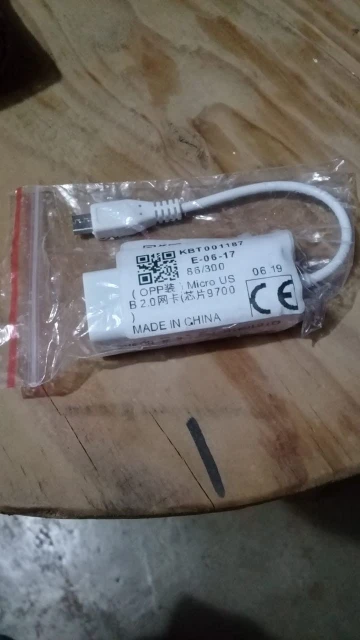 KBT001187
E-06-17
66/300
06.19
(OPP装) Micro US
B2.0网卡(芯片9700
)
CE
MADE IN CHINA